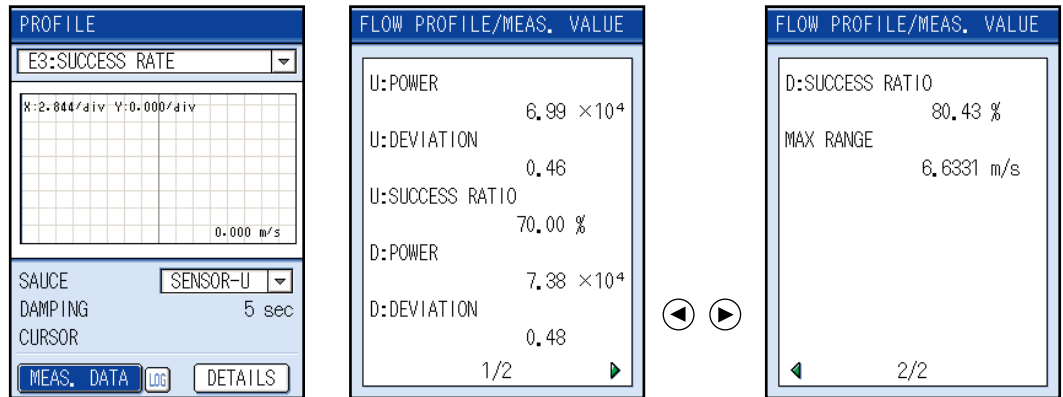 PROFILE
E3:SUCCESS RATE
X:2.844/div Y:0.000/div
0.000 m/s
SAUCE SENSOR-U
DAMPING 5 sec
CURSOR
MEAS. DATA LOG DETAILS
FLOW PROFILE/MEAS. VALUE
U:POWER
6.99 ×10⁴
U:DEVIATION
0.46
U:SUCCESS RATIO
70.00 %
D:POWER
7.38 ×10⁴
D:DEVIATION
0.48
1/2
FLOW PROFILE/MEAS. VALUE
D:SUCCESS RATIO
80.43 %
MAX RANGE
6.6331 m/s
2/2